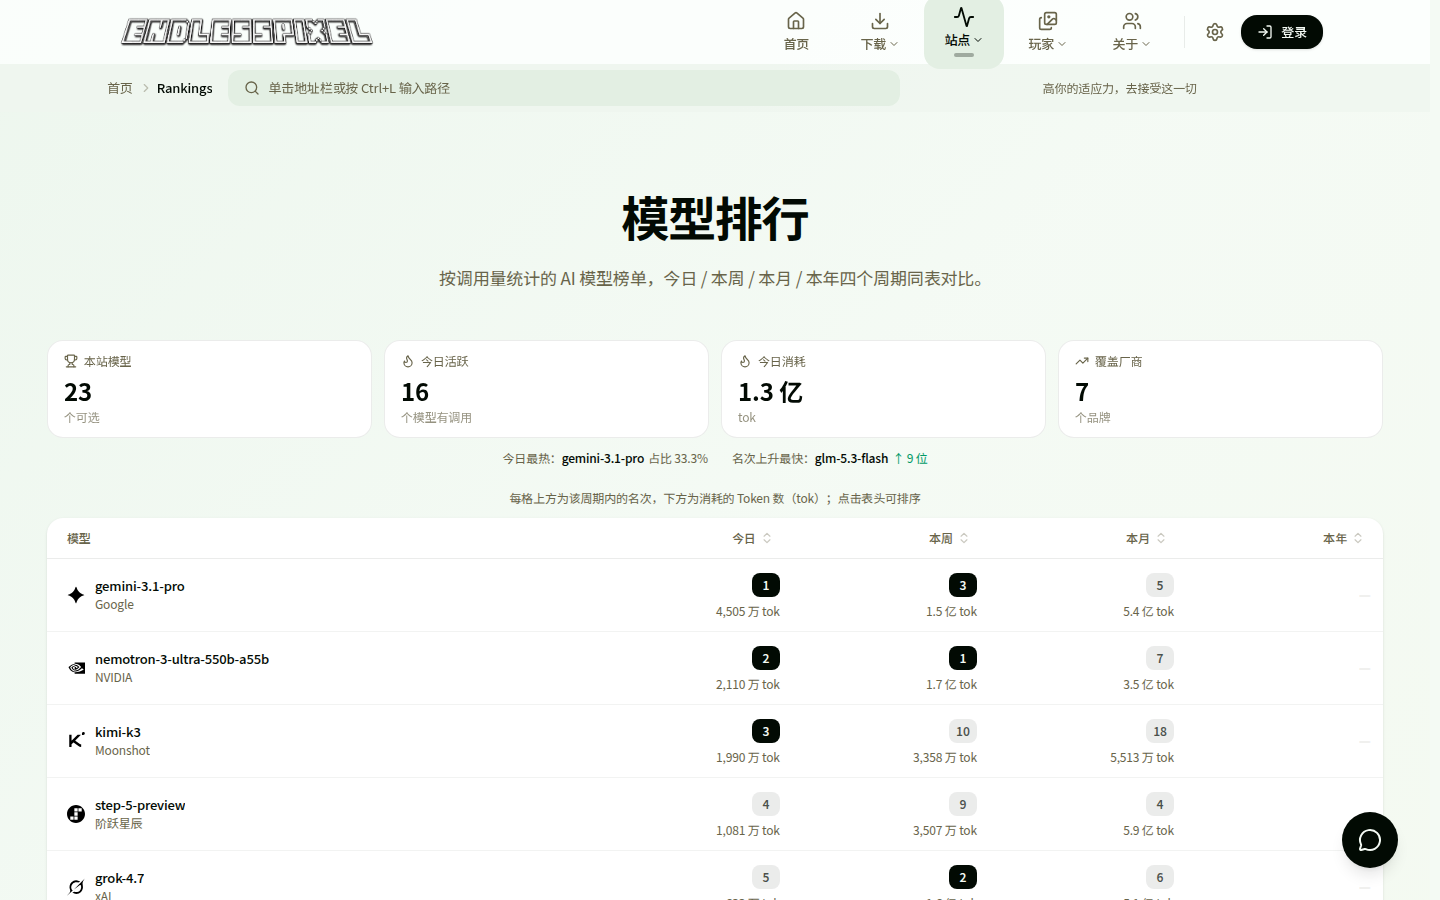 ENDLESSPIXEL
首页
下载
站点
玩家
关于
登录
首页 > Rankings
单击地址栏或按 Ctrl+L 输入路径
高你的适应力，去接受这一切
模型排行
按调用量统计的 AI 模型榜单，今日 / 本周 / 本月 / 本年四个周期同表对比。
本站模型
23
个可选
今日活跃
16
个模型有调用
今日消耗
1.3 亿
tok
覆盖厂商
7
个品牌
今日最热：gemini-3.1-pro 占比 33.3% 名次上升最快：glm-5.3-flash ↑ 9 位
每格上方为该周期内的名次，下方为消耗的 Token 数（tok）；点击表头可排序
模型 今日 本周 本月 本年
gemini-3.1-pro 1 3 5 —
Google 4,505 万 tok 1.5 亿 tok 5.4 亿 tok
nemotron-3-ultra-550b-a55b 2 1 7 —
NVIDIA 2,110 万 tok 1.7 亿 tok 3.5 亿 tok
kimi-k3 3 10 18 —
Moonshot 1,990 万 tok 3,358 万 tok 5,513 万 tok
step-5-preview 4 9 4
阶跃星辰 1,081 万 tok 3,507 万 tok 5.9 亿 tok
grok-4.7 5 2 6 —
xAI